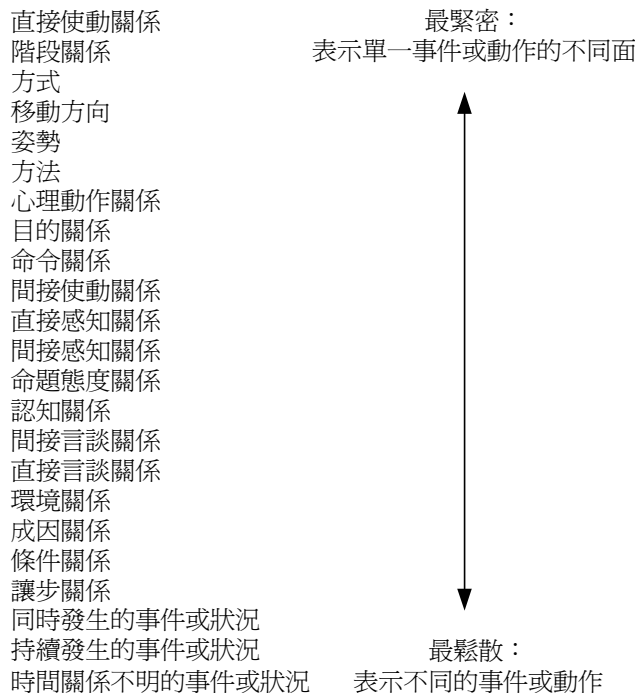 直接使動關係
最緊密：
階段關係
表示單一事件或動作的不同面
方式
移動方向
姿勢
方法
心理動作關係
目的關係
命令關係
間接使動關係
直接感知關係
間接感知關係
命題態度關係
認知關係
間接言談關係
直接言談關係
環境關係
成因關係
條件關係
讓步關係
同時發生的事件或狀況
持續發生的事件或狀況
最鬆散：
時間關係不明的事件或狀況
表示不同的事件或動作